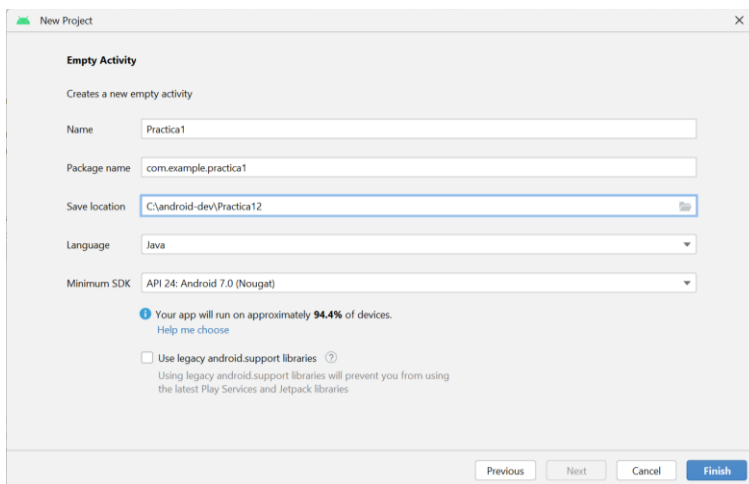 New Project
Empty Activity
Creates a new empty activity
Name Practica1
Package name com.example.practica1
Save location C:\android-dev\Practica12
Language Java
Minimum SDK API 24: Android 7.0 (Nougat)
Your app will run on approximately 94.4% of devices.
Help me choose
Use legacy android.support libraries ?
Using legacy android.support libraries will prevent you from using
the latest Play Services and Jetpack libraries
Previous Next Cancel Finish